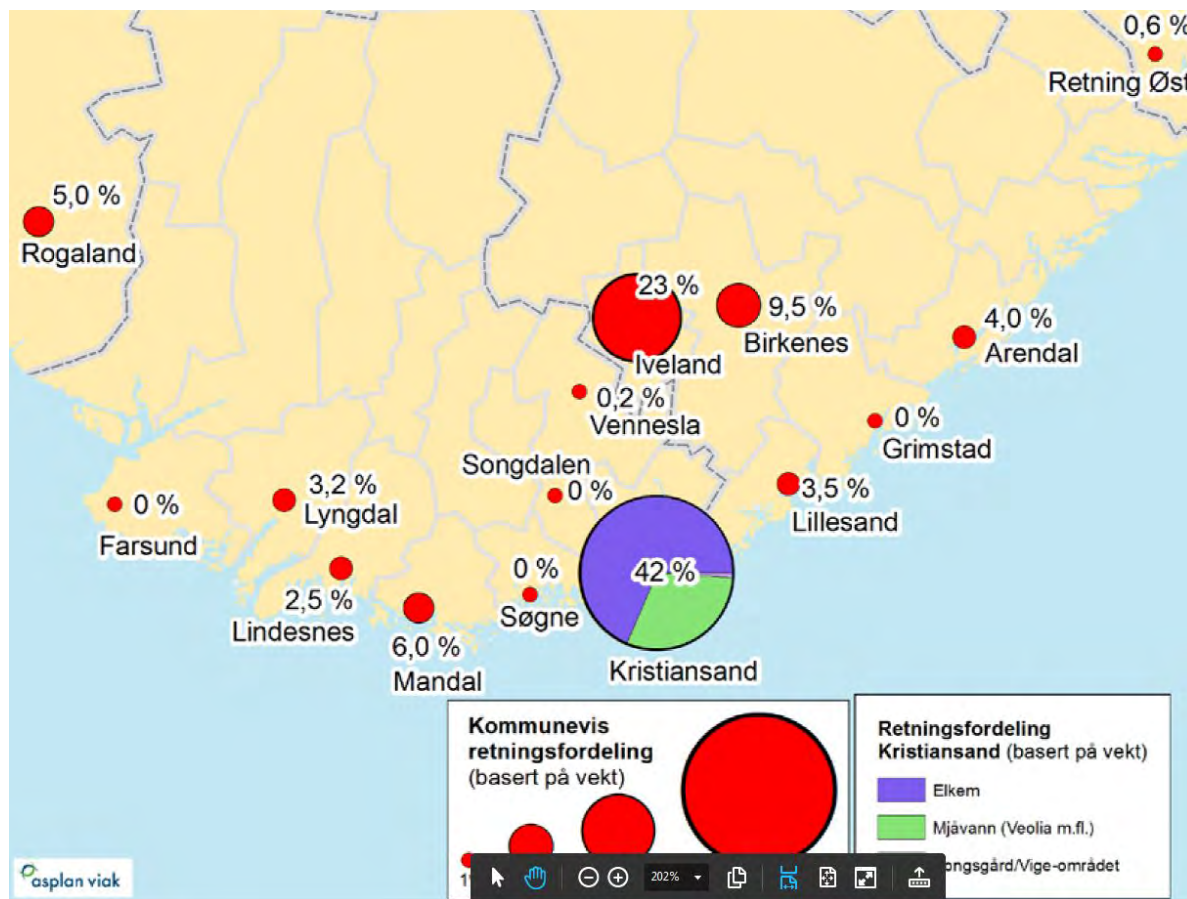 0,6 %
Retning Øst
5,0 %
Rogaland
23 %
Iveland
9,5 %
Birkenes
4,0 %
Arendal
0,2 %
Vennesla
0 %
Grimstad
Songdalen
0 %
3,5 %
Lillesand
3,2 %
Lyngdal
0 %
Farsund
42 %
Kristiansand
0 %
Søgne
2,5 %
Lindesnes
6,0 %
Mandal
Kommunevis
retningsfordeling
(basert på vekt)
Retningsfordeling
Kristiansand (basert på vekt)
Elkem
Mjåvann (Veolia m.fl.)
ongsgård/Vige-området
asplan viak
202%